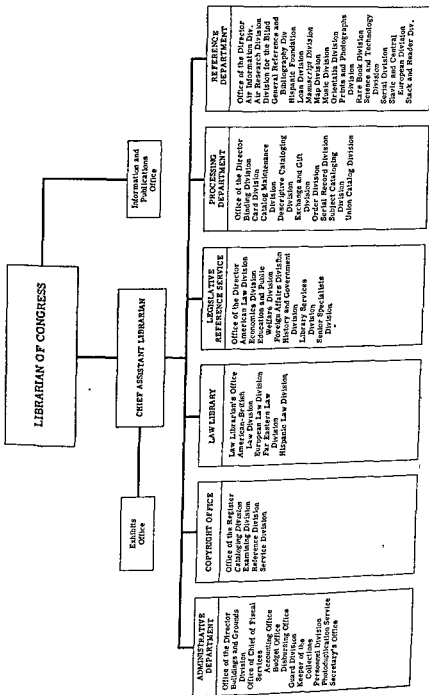 LIBRARIAN OF CONGRESS
Information and
Publications
Office
CHIEF ASSISTANT LIBRARIAN
Exhibits
Office
ADMINISTRATIVE
DEPARTMENT
Office of the Director
Buildings and Grounds
Division
Office of Chief of Fiscal
Services
Accounting Office
Budget Office
Disbursing Office
Guard Division
Keeper of the
Collections
Personnel Division
Photoduplication Service
Secretary's Office
COPYRIGHT OFFICE
Office of the Register
Cataloging Division
Examining Division
Reference Division
Service Division
LAW LIBRARY
Law Librarian's Office
American-British
Law Division
European Law Division
Far Eastern Law
Division
Hispanic Law Division
LEGISLATIVE
REFERENCE SERVICE
Office of the Director
American Law Division
Economics Division
Education and Public
Welfare Division
Foreign Affairs Division
History and Government
Division
Library Services
Division
Senior Specialists
Division
PROCESSING
DEPARTMENT
Office of the Director
Binding Division
Card Division
Catalog Maintenance
Division
Descriptive Cataloging
Division
Exchange and Gift
Division
Order Division
Serial Record Division
Subject Cataloging
Division
Union Catalog Division
REFERENCE
DEPARTMENT
Office of the Director
Air Information Div.
Air Research Division
Division for the Blind
General Reference and
Bibliography Div
Hispanic Foundation
Loan Division
Manuscript Division
Map Division
Music Division
Orientalia Division
Prints and Photographs
Division
Rare Book Division
Science and Technology
Division
Serial Division
Slavic and Central
European Division
Stack and Reader Div.